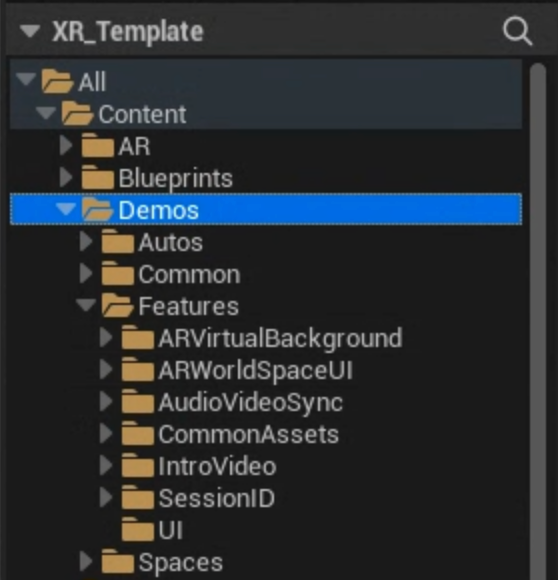 XR_Template
All
Content
AR
Blueprints
Demos
Autos
Common
Features
ARVirtualBackground
ARWorldSpaceUI
AudioVideoSync
CommonAssets
IntroVideo
SessionID
UI
Spaces